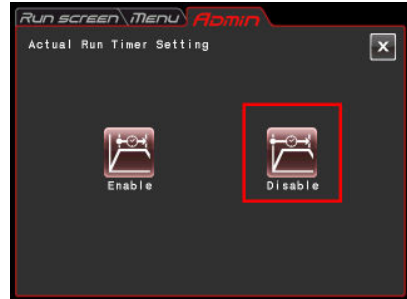 Run screen Menu Admin
Actual Run Timer Setting X
Enable Disable